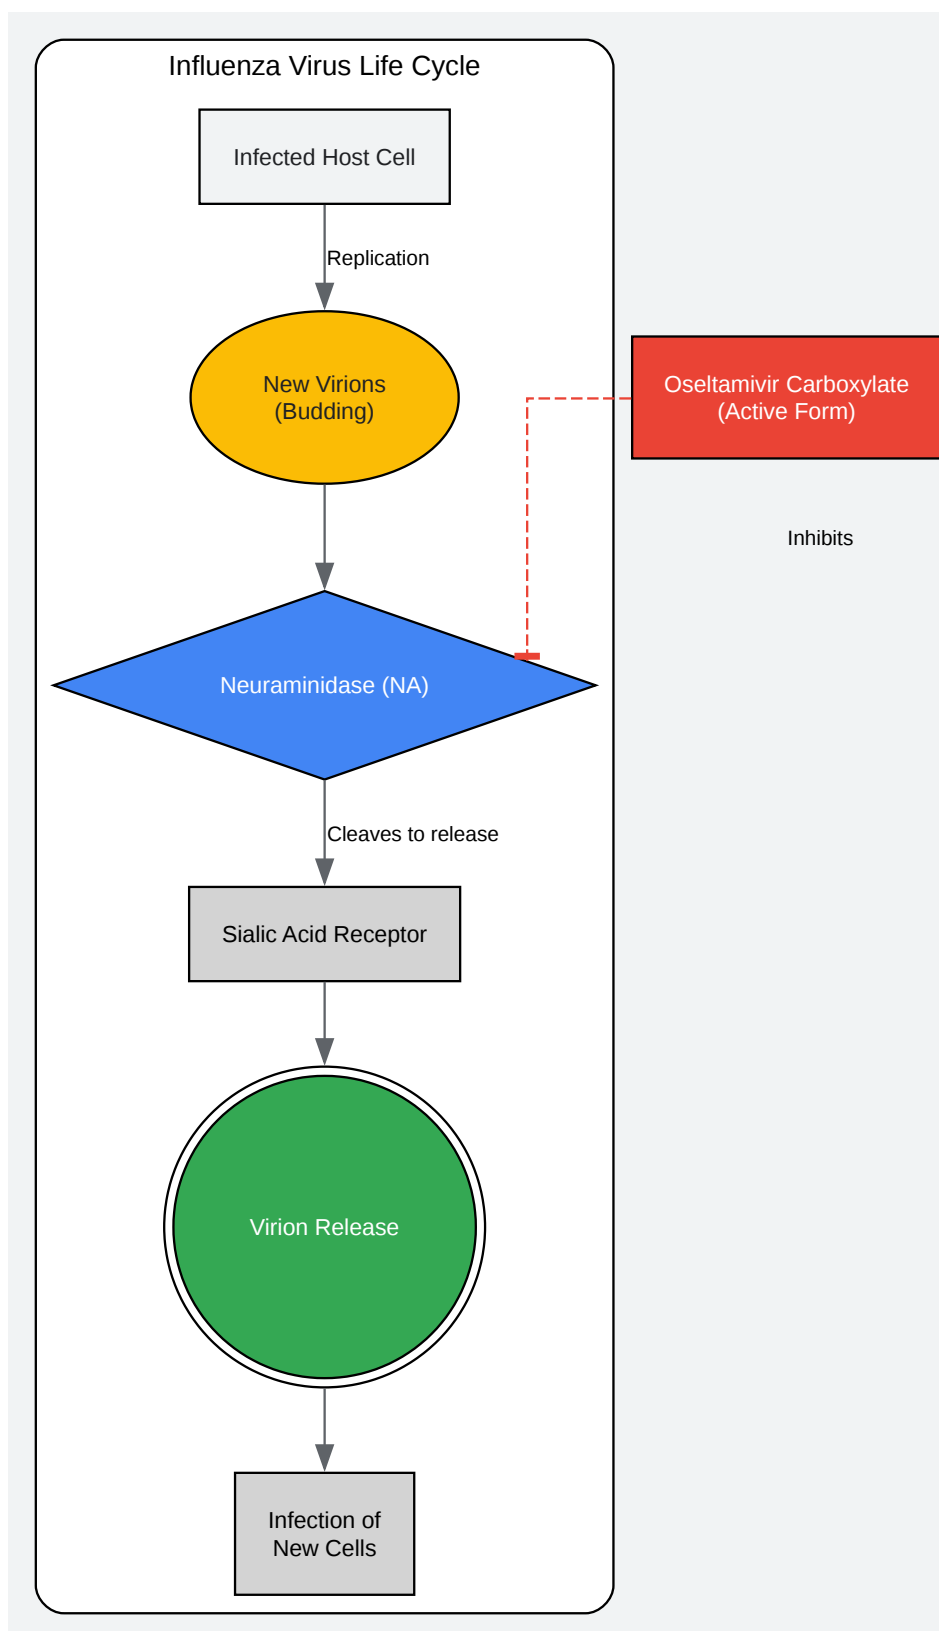 Influenza Virus Life Cycle
Infected Host Cell
Replication
New Virions
(Budding)
Oseltamivir Carboxylate
(Active Form)
Inhibits
Neuraminidase (NA)
Cleaves to release
Sialic Acid Receptor
Virion Release
Infection of
New Cells